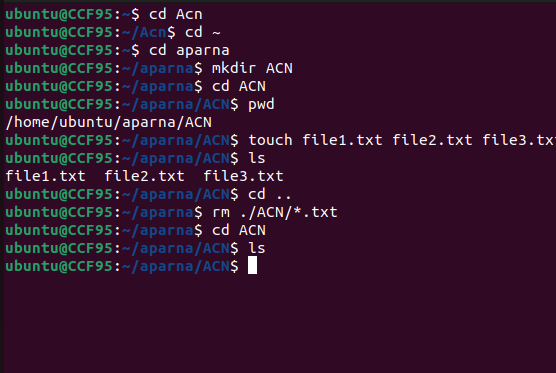 ubuntu@CCF95:~$ cd Acn
ubuntu@CCF95:~/Acn$ cd ~
ubuntu@CCF95:~$ cd aparna
ubuntu@CCF95:~/aparna$ mkdir ACN
ubuntu@CCF95:~/aparna$ cd ACN
ubuntu@CCF95:~/aparna/ACN$ pwd
/home/ubuntu/aparna/ACN
ubuntu@CCF95:~/aparna/ACN$ touch file1.txt file2.txt file3.tx
ubuntu@CCF95:~/aparna/ACN$ ls
file1.txt  file2.txt  file3.txt
ubuntu@CCF95:~/aparna/ACN$ cd ..
ubuntu@CCF95:~/aparna$ rm ./ACN/*.txt
ubuntu@CCF95:~/aparna$ cd ACN
ubuntu@CCF95:~/aparna/ACN$ ls
ubuntu@CCF95:~/aparna/ACN$